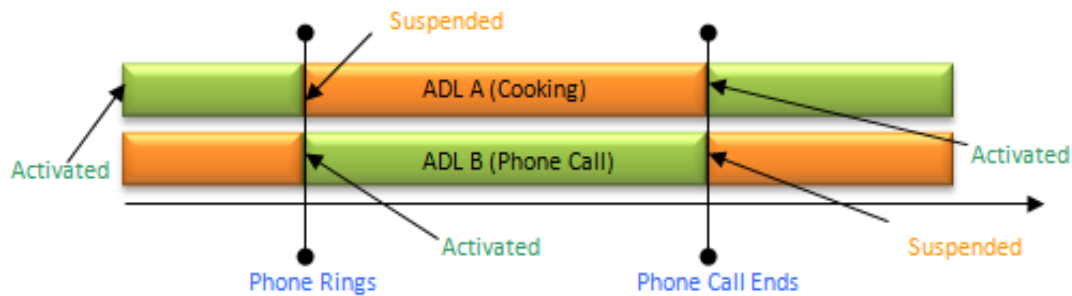 Suspended
ADL A (Cooking)
Activated
ADL B (Phone Call)
Activated
Activated
Suspended
Phone Rings
Phone Call Ends